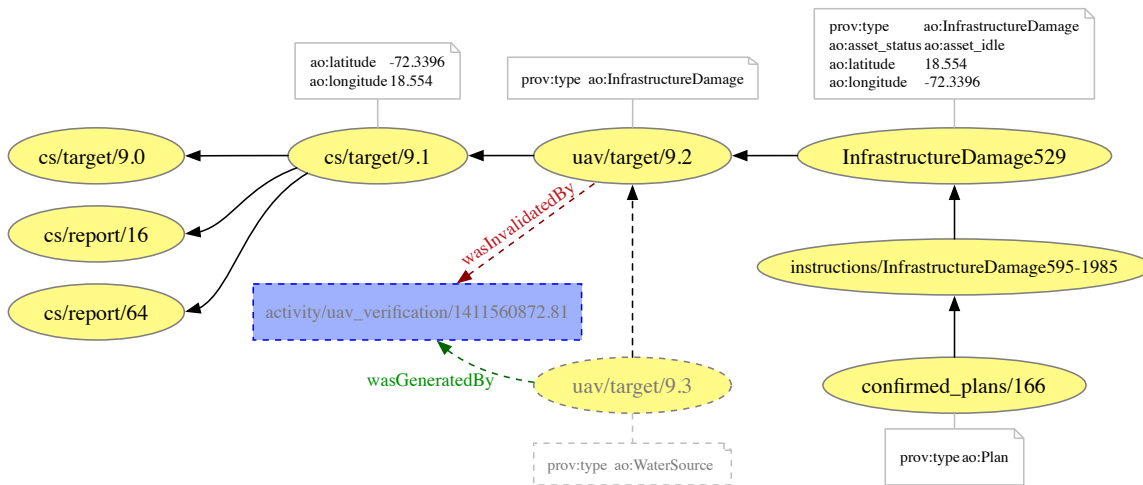 prov:type ao:InfrastructureDamage
ao:asset_status ao:asset_idle
ao:latitude 18.554
ao:longitude -72.3396
ao:latitude -72.3396
ao:longitude 18.554
prov:type ao:InfrastructureDamage
cs/target/9.0
cs/target/9.1
uav/target/9.2
InfrastructureDamage529
wasInvalidatedBy
cs/report/16
instructions/InfrastructureDamage595-1985
cs/report/64
activity/uav_verification/1411560872.81
wasGeneratedBy
uav/target/9.3
confirmed_plans/166
prov:type ao:WaterSource
prov:type ao:Plan